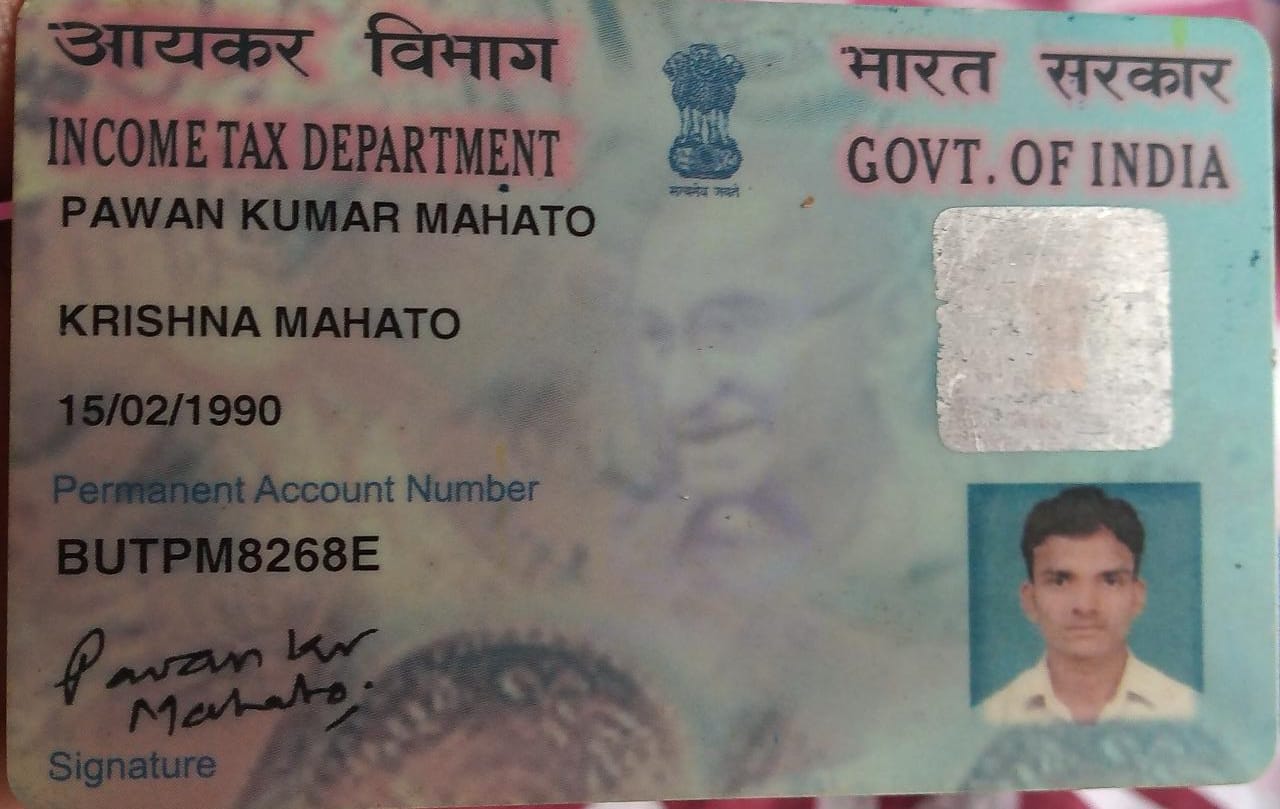 आयकर विभाग
भारत सरकार
INCOME TAX DEPARTMENT
GOVT. OF INDIA
सत्यमेव जयते
PAWAN KUMAR MAHATO
KRISHNA MAHATO
15/02/1990
Permanent Account Number
BUTPM8268E
Pawan Kr
Mahato.
Signature